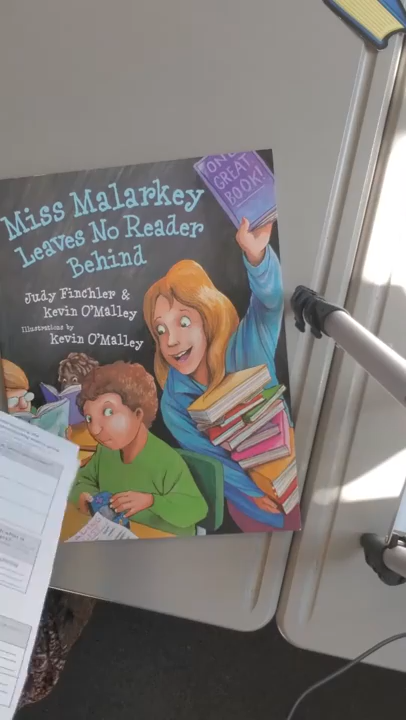 ONE
GREAT
BOOK!
Miss Malarkey
Leaves No Reader
Behind
Judy Finchler &
Kevin O'Malley
Illustrations by
Kevin O'Malley